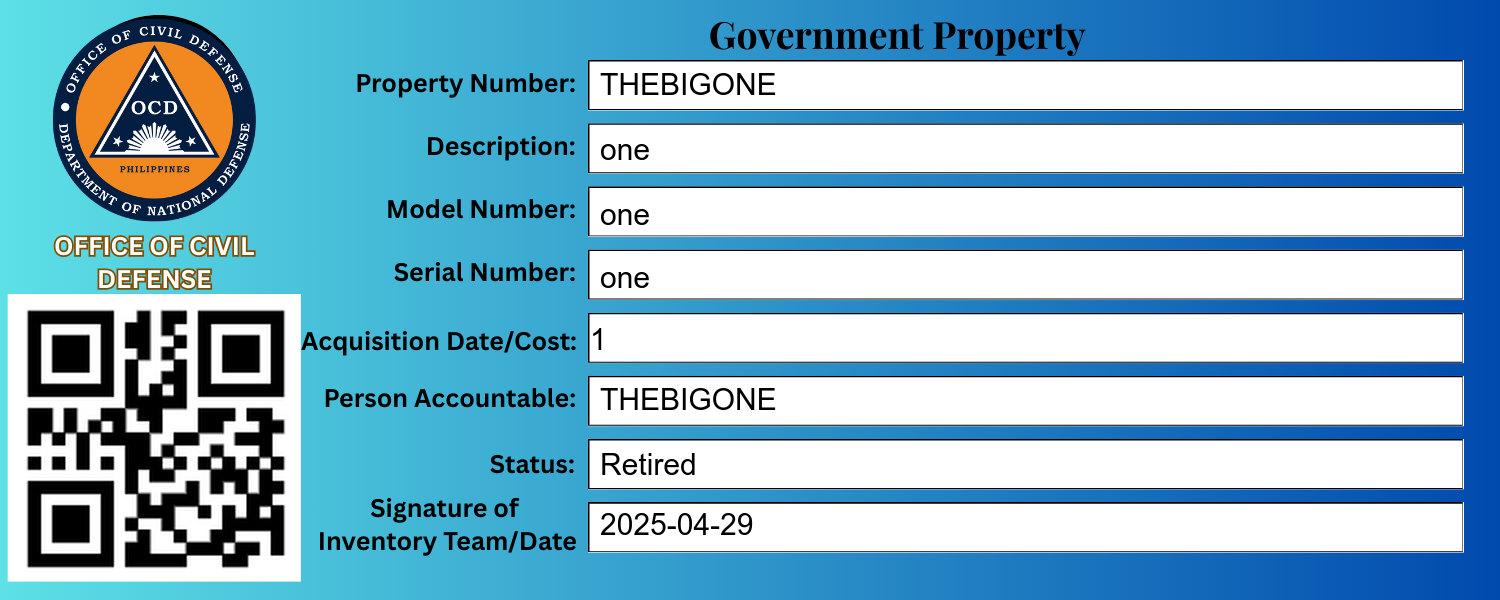 OFFICE OF CIVIL DEFENSE
DEPARTMENT OF NATIONAL DEFENSE
OCD
PHILIPPINES
OFFICE OF CIVIL
DEFENSE
Government Property
Property Number: THEBIGONE
Description: one
Model Number: one
Serial Number: one
Acquisition Date/Cost: 1
Person Accountable: THEBIGONE
Status: Retired
Signature of
Inventory Team/Date 2025-04-29